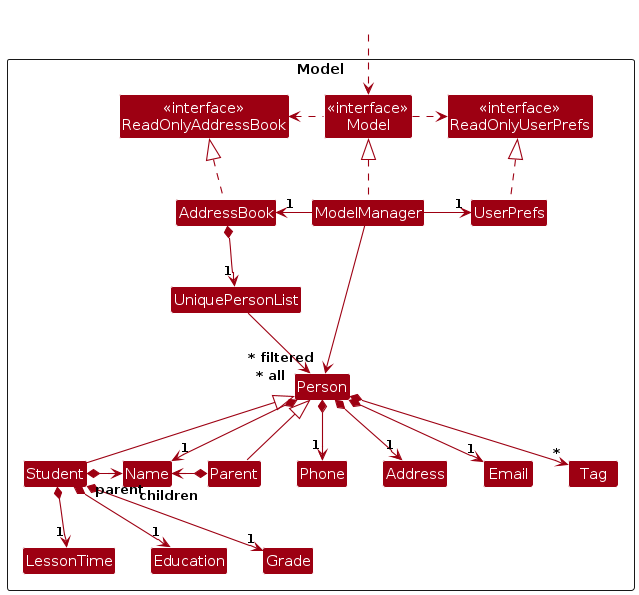 Model
«interface»
ReadOnlyAddressBook
«interface»
Model
«interface»
ReadOnlyUserPrefs
AddressBook
1
ModelManager
1
UserPrefs
1
UniquePersonList
* filtered
* all
Person
1
1
1
1
*
Student
Name
Parent
Phone
Address
Email
Tag
parent
children
1
1
1
LessonTime
Education
Grade